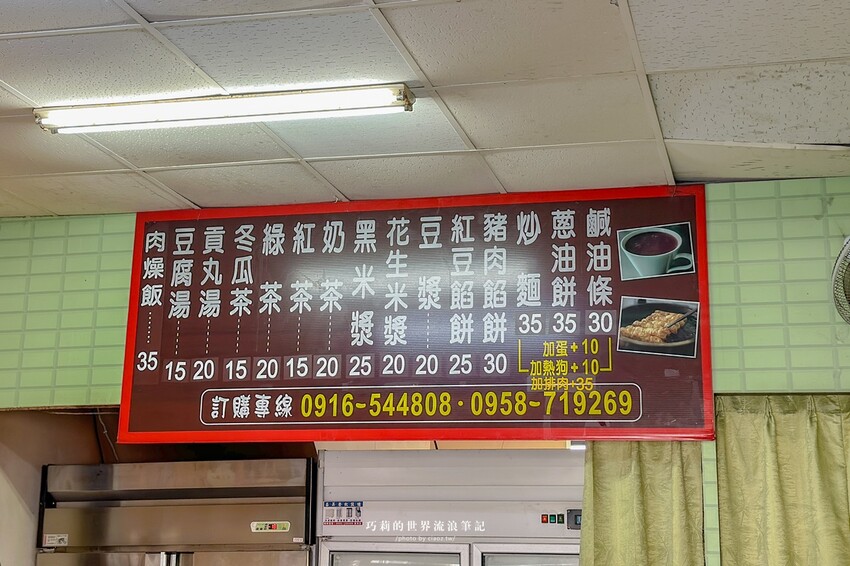 鹹油條 30
蔥油餅 35
炒麵 35
豬肉餡餅 30
紅豆餡餅 25
豆漿 20
花生米漿 20
黑米漿 25
奶茶 20
紅茶 15
綠茶 20
冬瓜茶 15
貢丸湯 20
豆腐湯 15
肉燥飯 35
加蛋+10
加熱狗+10
加排肉+35
訂購專線 0916-544808·0958-719269
巧莉的世界流浪筆記